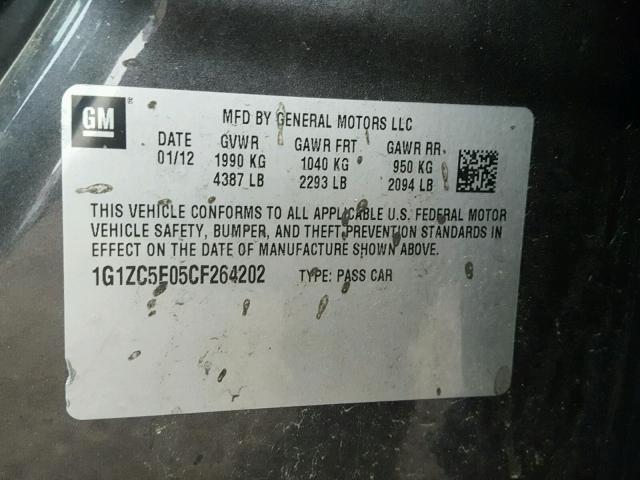 GM ®
MFD BY GENERAL MOTORS LLC
DATE GVWR GAWR FRT GAWR RR
01/12 1990 KG 1040 KG 950 KG
4387 LB 2293 LB 2094 LB
THIS VEHICLE CONFORMS TO ALL APPLICABLE U.S. FEDERAL MOTOR
VEHICLE SAFETY, BUMPER, AND THEFT PREVENTION STANDARDS IN
EFFECT ON THE DATE OF MANUFACTURE SHOWN ABOVE.
1G1ZC5E05CF264202 TYPE: PASS CAR